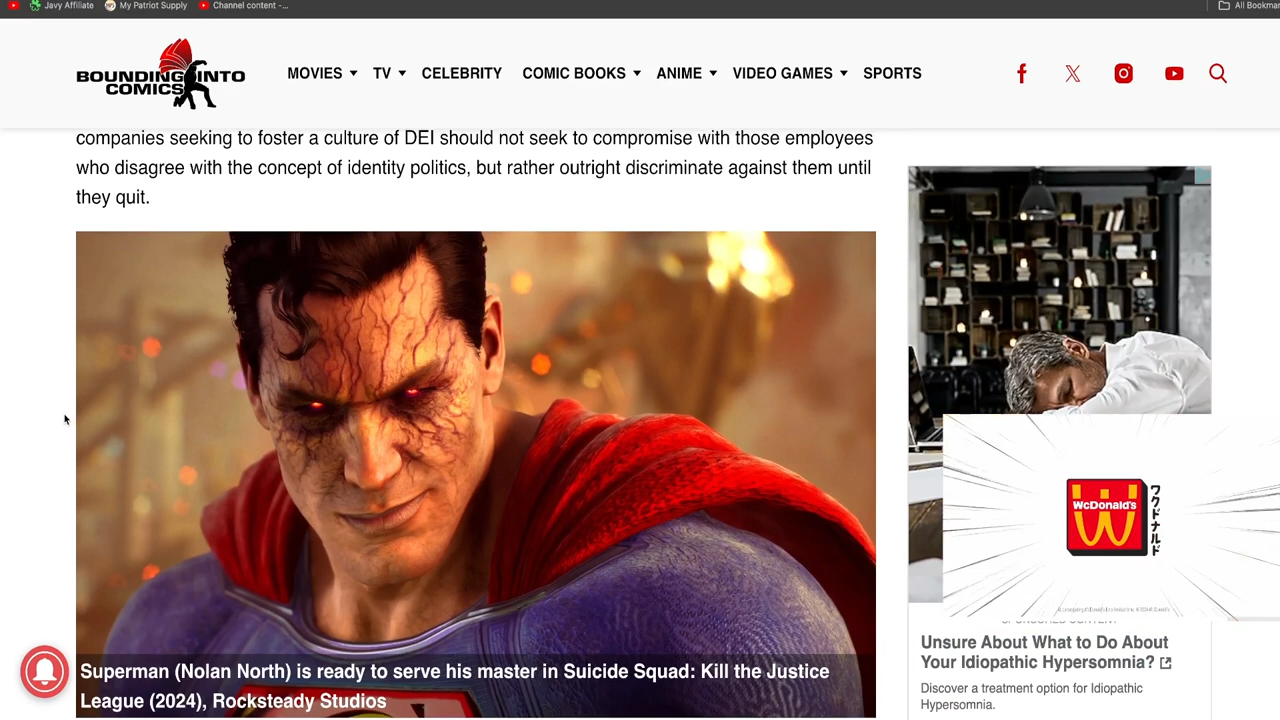 Javy Affiliate
My Patriot Supply
Channel content -...
All Bookmar
BOUNDING INTO
COMICS
MOVIES
TV
CELEBRITY
COMIC BOOKS
ANIME
VIDEO GAMES
SPORTS
companies seeking to foster a culture of DEI should not seek to compromise with those employees
who disagree with the concept of identity politics, but rather outright discriminate against them until
they quit.
Superman (Nolan North) is ready to serve his master in Suicide Squad: Kill the Justice
League (2024), Rocksteady Studios
WcDonald's
ワクドナルド
Unsure About What to Do About
Your Idiopathic Hypersomnia?
Discover a treatment option for Idiopathic
Hypersomnia.